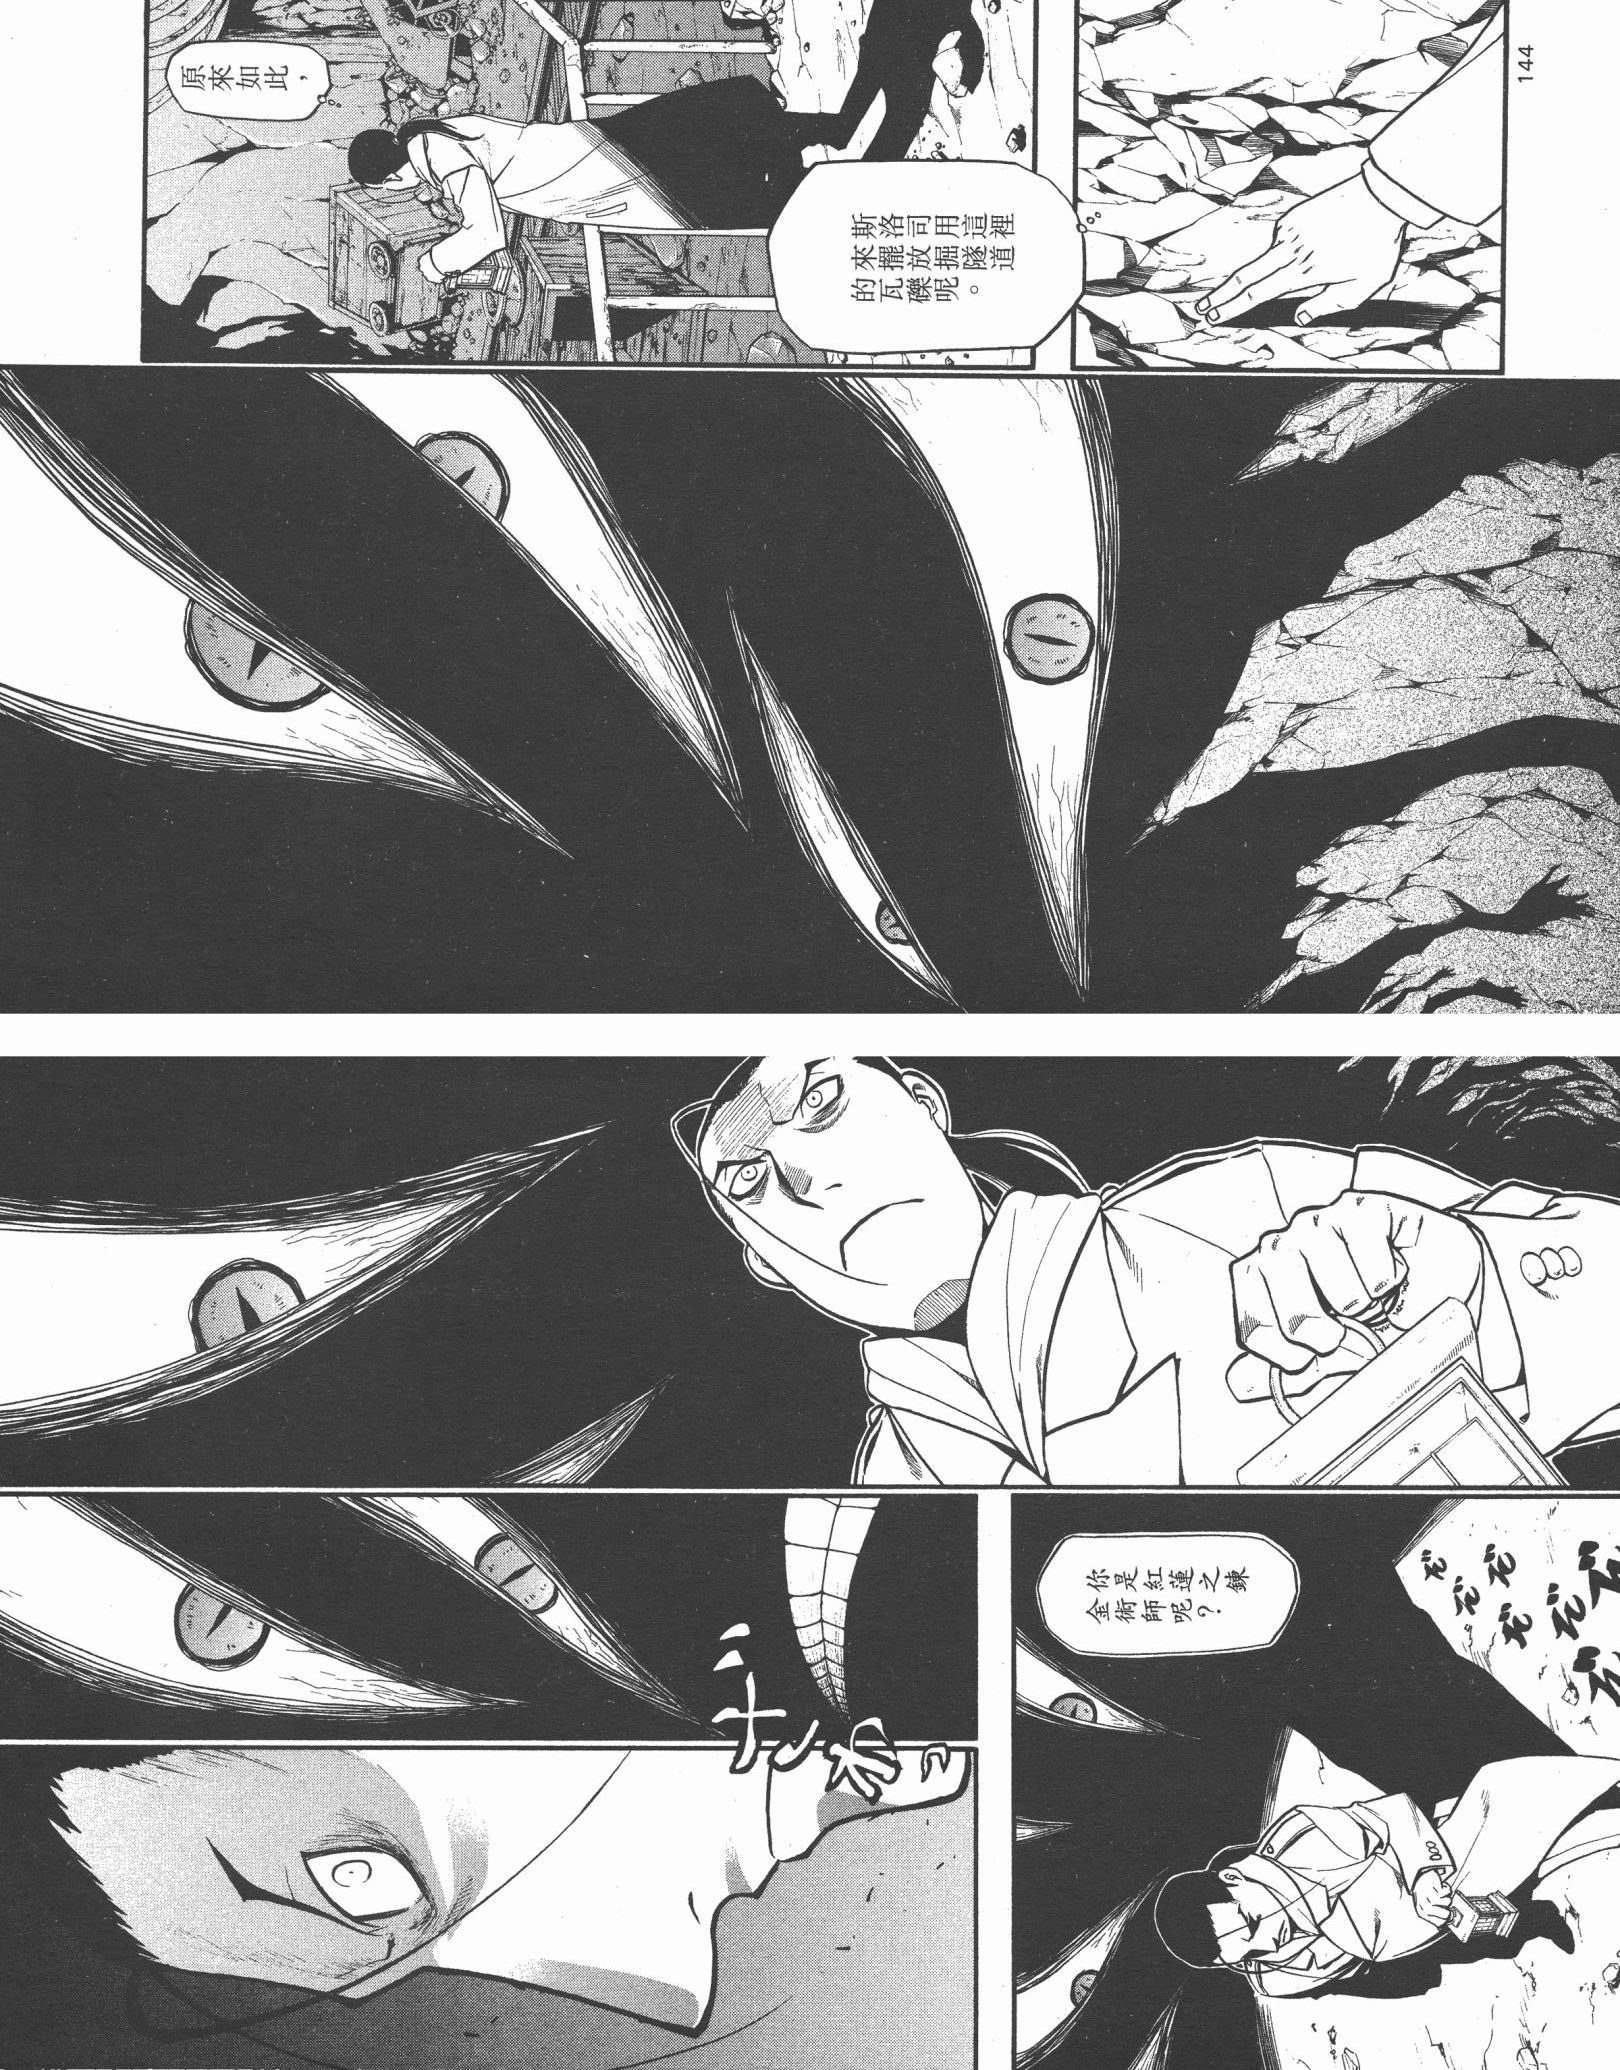 原來如此，
斯洛司用這裡
來擺放掘隧道
的瓦礫呢。
144
你是紅蓮之鍊
金術師呢？